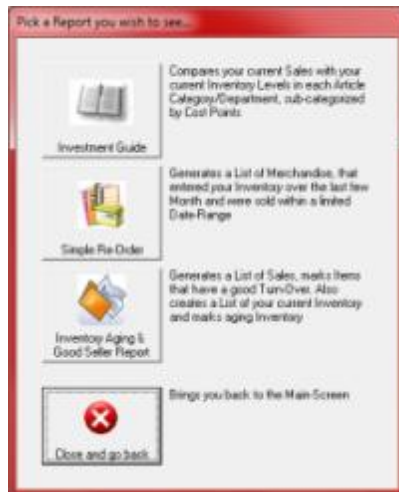 Pick a Report you wish to see...
Compares your current Sales with your
current Inventory Levels in each Article
Category/Department, sub-categorized
by Cost Points
Investment Guide
Generates a List of Merchandise, that
entered your Inventory over the last few
Month and were sold within a limited
Date-Range
Simple Re-Order
Generates a List of Sales, marks Items
that have a good Turn-Over. Also
creates a List of your current Inventory
and marks aging Inventory
Inventory Aging &
Good Seller Report
Brings you back to the Main-Screen
Close and go back